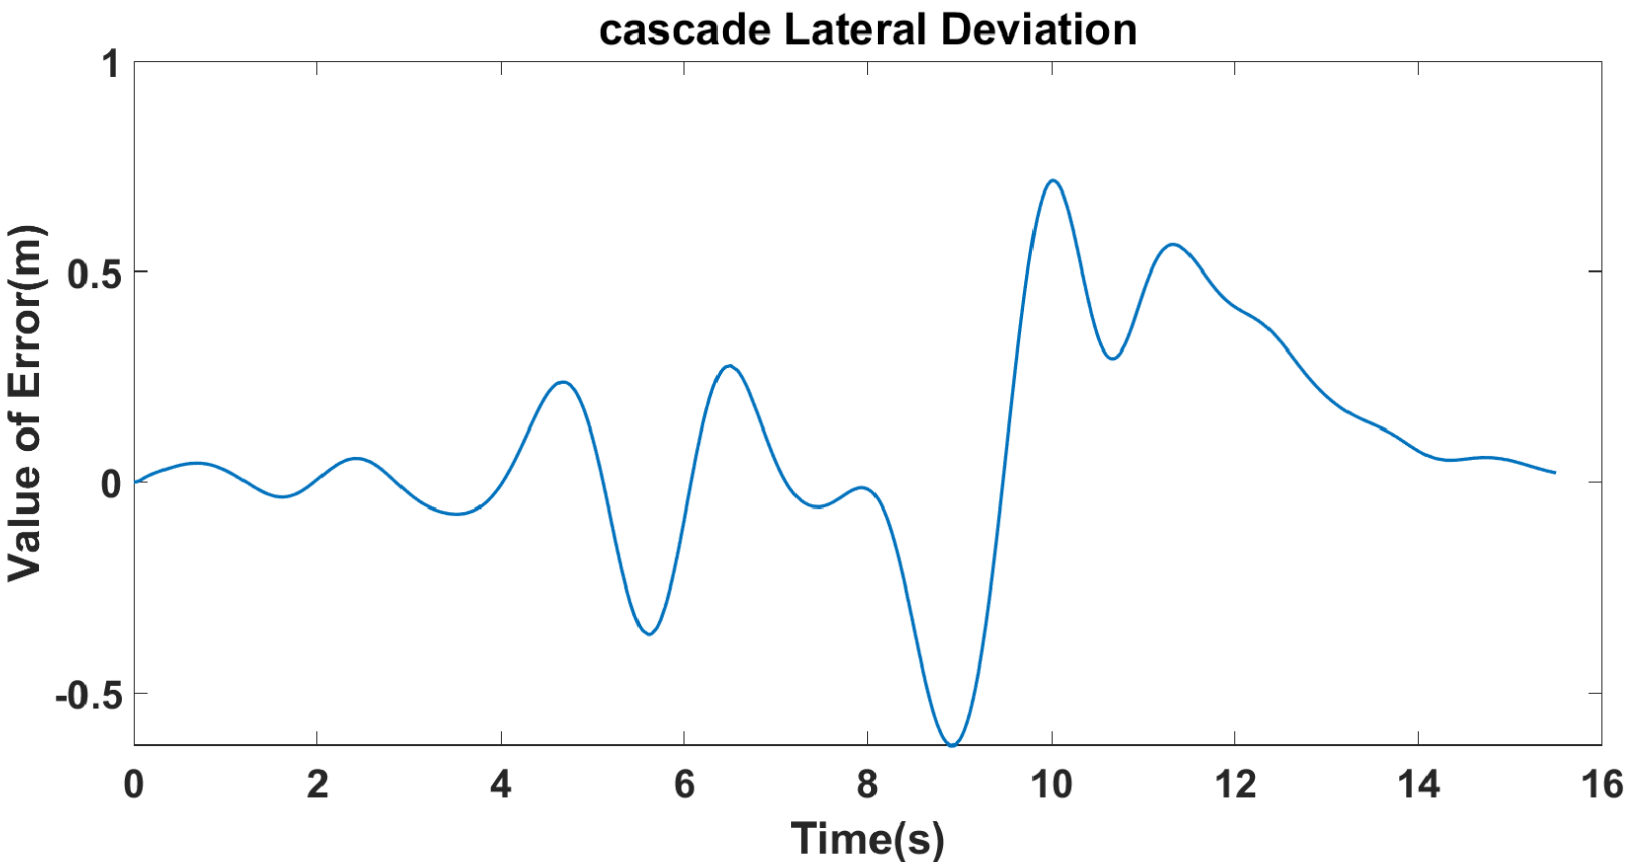 cascade Lateral Deviation
1
0.5
0
-0.5
Value of Error(m)
0 2 4 6 8 10 12 14 16
Time(s)